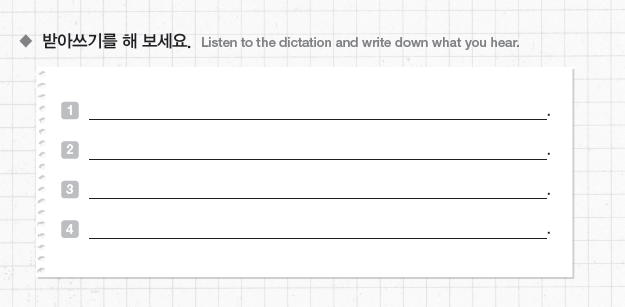 ◆ 받아쓰기를 해 보세요. Listen to the dictation and write down what you hear.
1 .
2 .
3 .
4 .